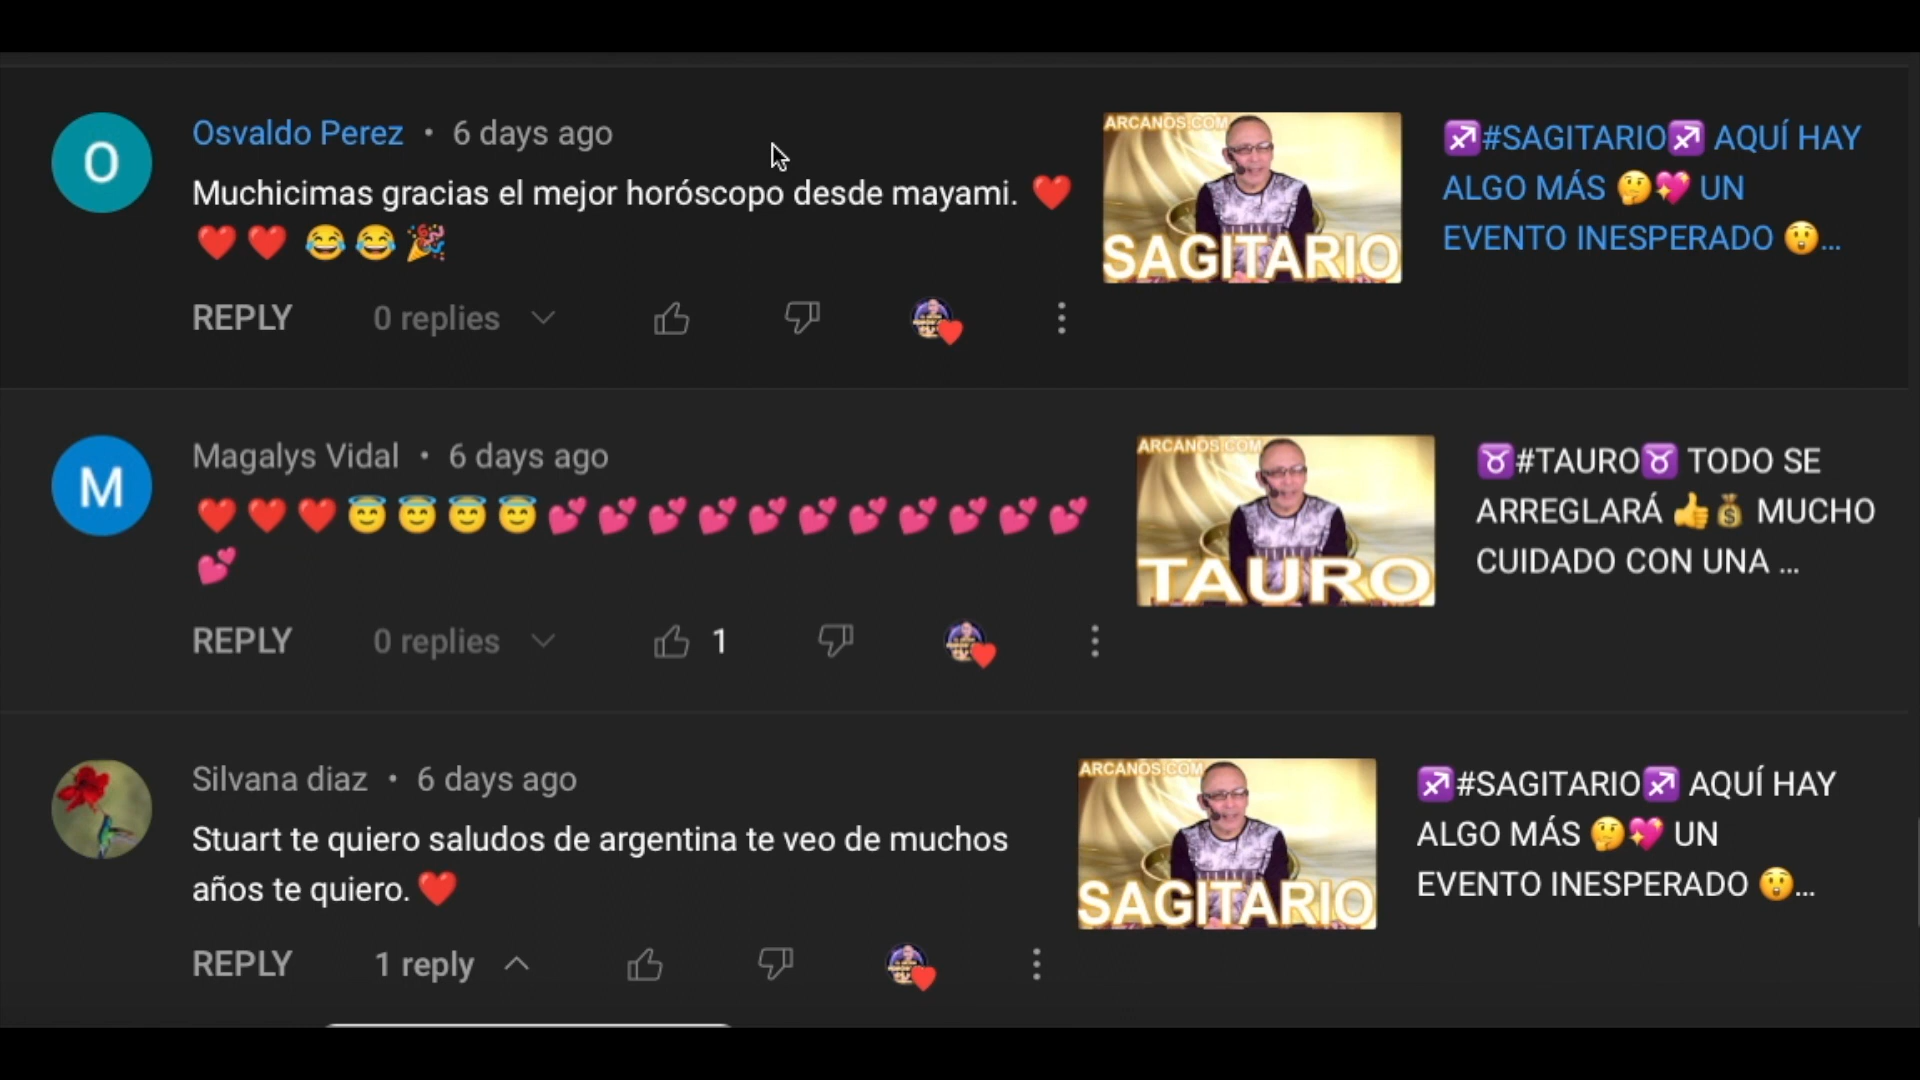 O
Osvaldo Perez • 6 days ago
Muchicimas gracias el mejor horóscopo desde mayami. ❤️
❤️❤️ 😂😂🎉
REPLY 0 replies
ARCANOS.COM
SAGITARIO
♐#SAGITARIO♐ AQUÍ HAY
ALGO MÁS 🤔💖 UN
EVENTO INESPERADO 😲...
M
Magalys Vidal • 6 days ago
❤️❤️❤️😇😇😇😇💕💕💕💕💕💕💕💕💕💕💕
💕
REPLY 0 replies 1
ARCANOS.COM
TAURO
♉#TAURO♉ TODO SE
ARREGLARÁ 👍💰 MUCHO
CUIDADO CON UNA ...
Silvana diaz • 6 days ago
Stuart te quiero saludos de argentina te veo de muchos
años te quiero. ❤️
REPLY 1 reply
ARCANOS.COM
SAGITARIO
♐#SAGITARIO♐ AQUÍ HAY
ALGO MÁS 🤔💖 UN
EVENTO INESPERADO 😲...